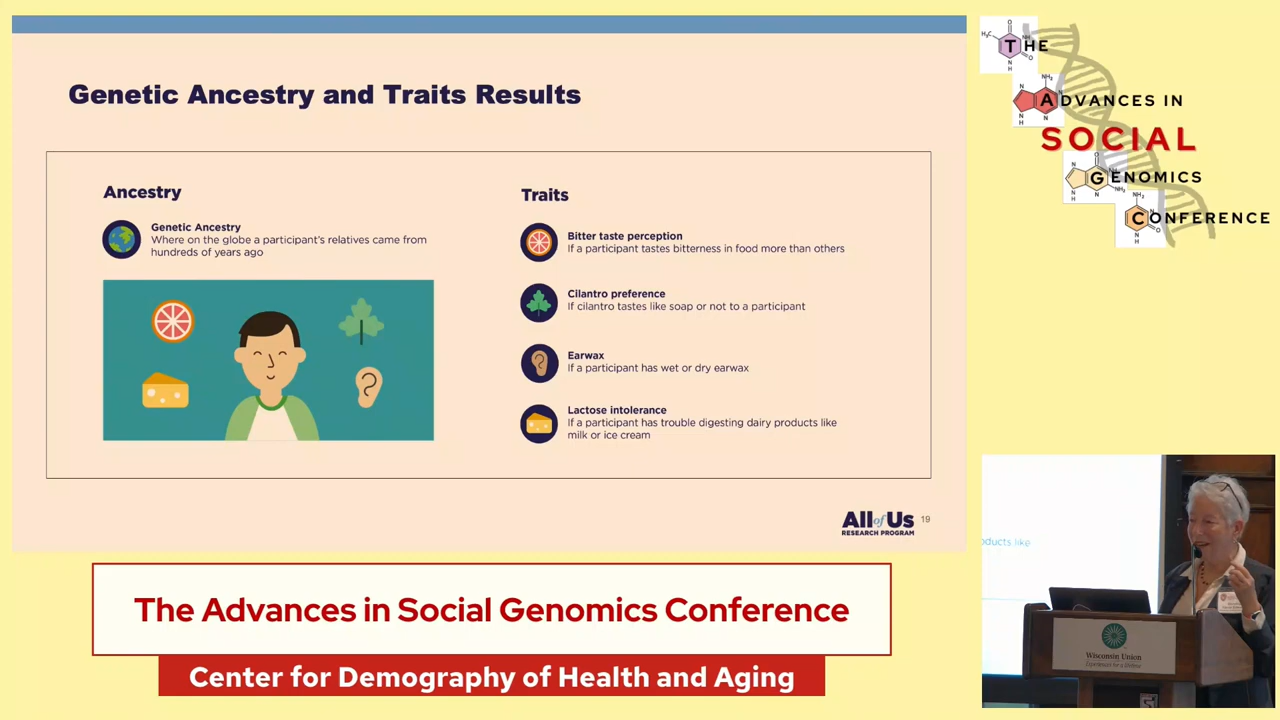 Genetic Ancestry and Traits Results
Ancestry
Genetic Ancestry
Where on the globe a participant's relatives came from
hundreds of years ago
Traits
Bitter taste perception
If a participant tastes bitterness in food more than others
Cilantro preference
If cilantro tastes like soap or not to a participant
Earwax
If a participant has wet or dry earwax
Lactose intolerance
If a participant has trouble digesting dairy products like
milk or ice cream
All of Us
RESEARCH PROGRAM
19
THE
ADVANCES IN
SOCIAL
GENOMICS
CONFERENCE
oducts like
Wisconsin Union
The Advances in Social Genomics Conference
Center for Demography of Health and Aging